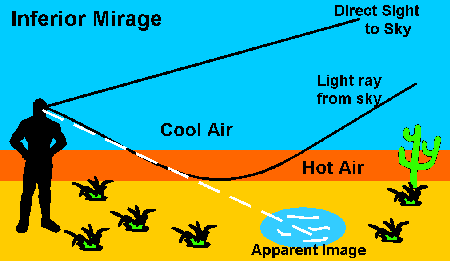 Inferior Mirage
Direct Sight
to Sky
Light ray
from sky
Cool Air
Hot Air
Apparent Image